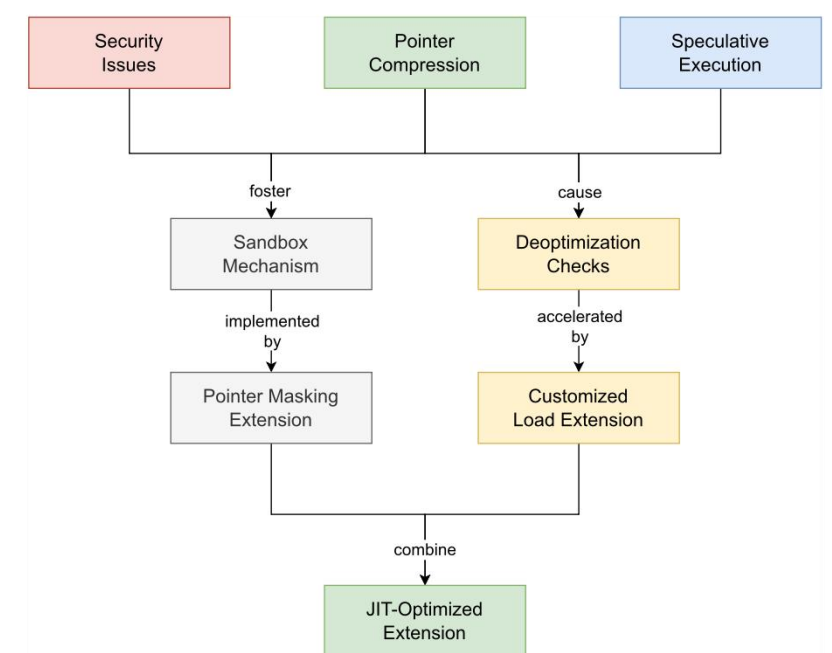 Security
Issues
Pointer
Compression
Speculative
Execution
foster
cause
Sandbox
Mechanism
Deoptimization
Checks
implemented
by
accelerated
by
Pointer Masking
Extension
Customized
Load Extension
combine
JIT-Optimized
Extension